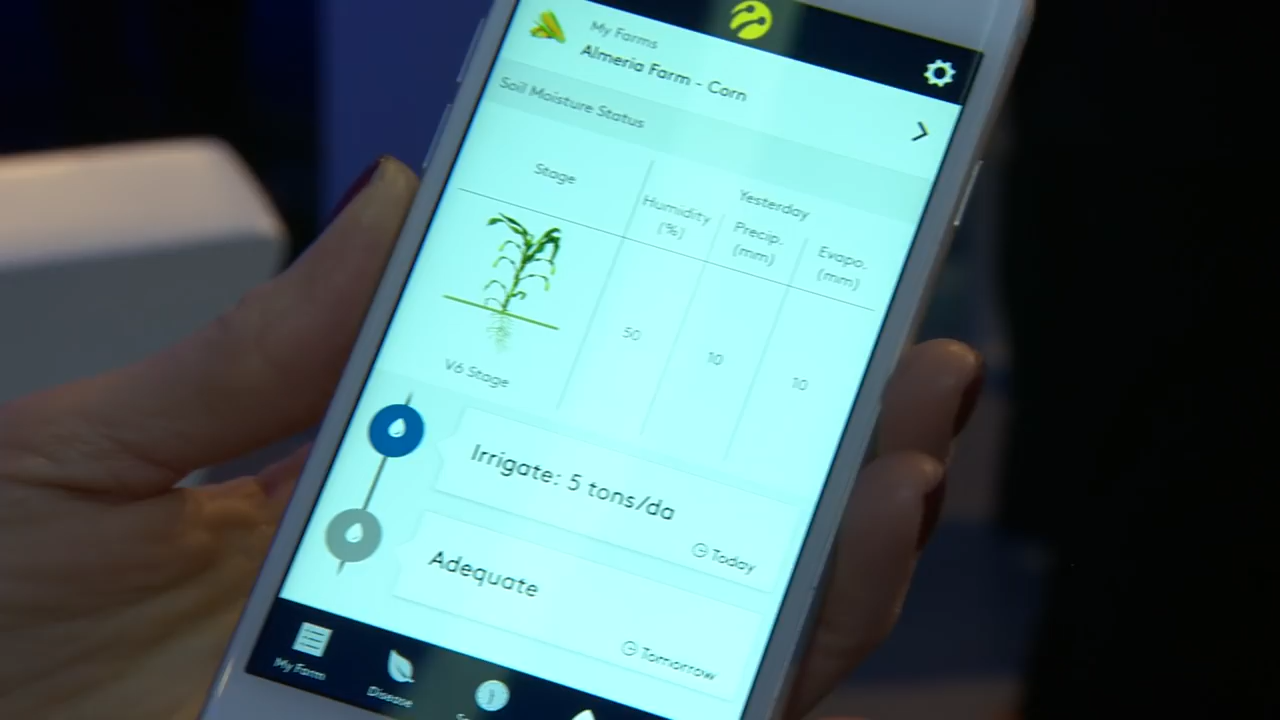 My Farms
Almeria Farm - Corn
Soil Moisture Status
Stage
Yesterday
Humidity
(%)
Precip.
(mm)
Evapo.
(mm)
50
10
10
V6 Stage
Irrigate: 5 tons/da
Today
Adequate
Tomorrow
My Farm
Disease